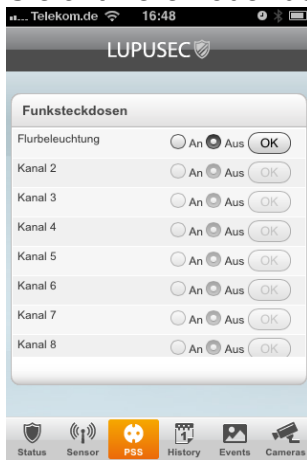 Telekom.de 16:48
LUPUSEC
Funksteckdosen
Flurbeleuchtung An Aus OK
Kanal 2 An Aus OK
Kanal 3 An Aus OK
Kanal 4 An Aus OK
Kanal 5 An Aus OK
Kanal 6 An Aus OK
Kanal 7 An Aus OK
Kanal 8 An Aus OK
Status Sensor PSS History Events Cameras